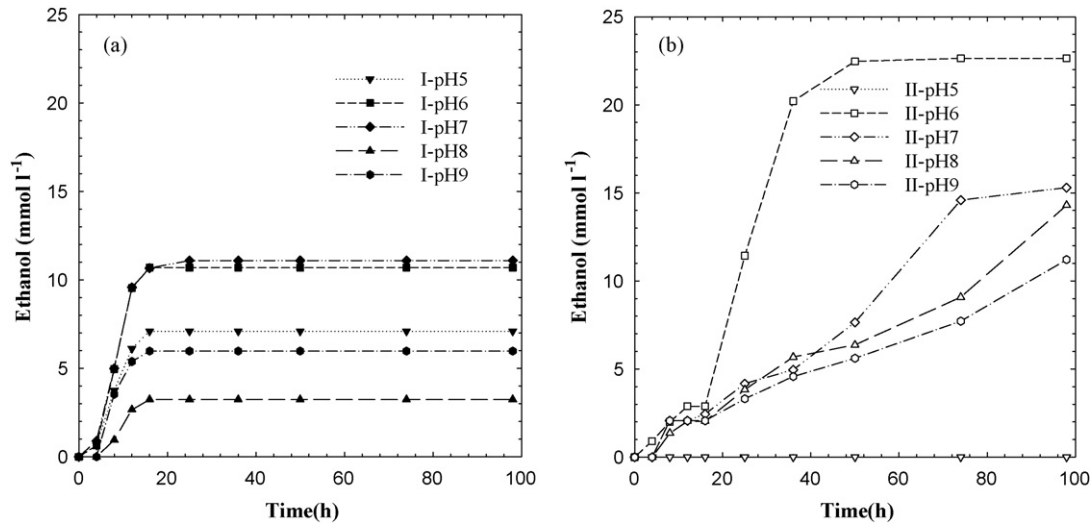 (a)
I-pH5
I-pH6
I-pH7
I-pH8
I-pH9
Ethanol (mmol l⁻¹)
25
20
15
10
5
0
0 20 40 60 80 100
Time(h)
(b)
II-pH5
II-pH6
II-pH7
II-pH8
II-pH9
Ethanol (mmol l⁻¹)
25
20
15
10
5
0
0 20 40 60 80 100
Time(h)